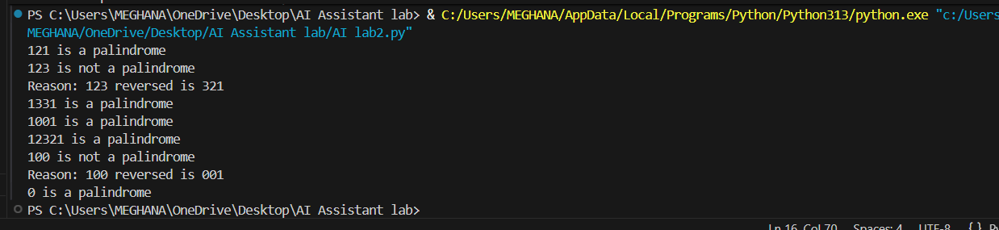 PS C:\Users\MEGHANA\OneDrive\Desktop\AI Assistant lab> & C:/Users/MEGHANA/AppData/Local/Programs/Python/Python313/python.exe "c:/Users
MEGHANA/OneDrive/Desktop/AI Assistant lab/AI lab2.py"
121 is a palindrome
123 is not a palindrome
Reason: 123 reversed is 321
1331 is a palindrome
1001 is a palindrome
12321 is a palindrome
100 is not a palindrome
Reason: 100 reversed is 001
0 is a palindrome
PS C:\Users\MEGHANA\OneDrive\Desktop\AI Assistant lab>
Ln 16, Col 70 Spaces: 4 UTF-8 {}